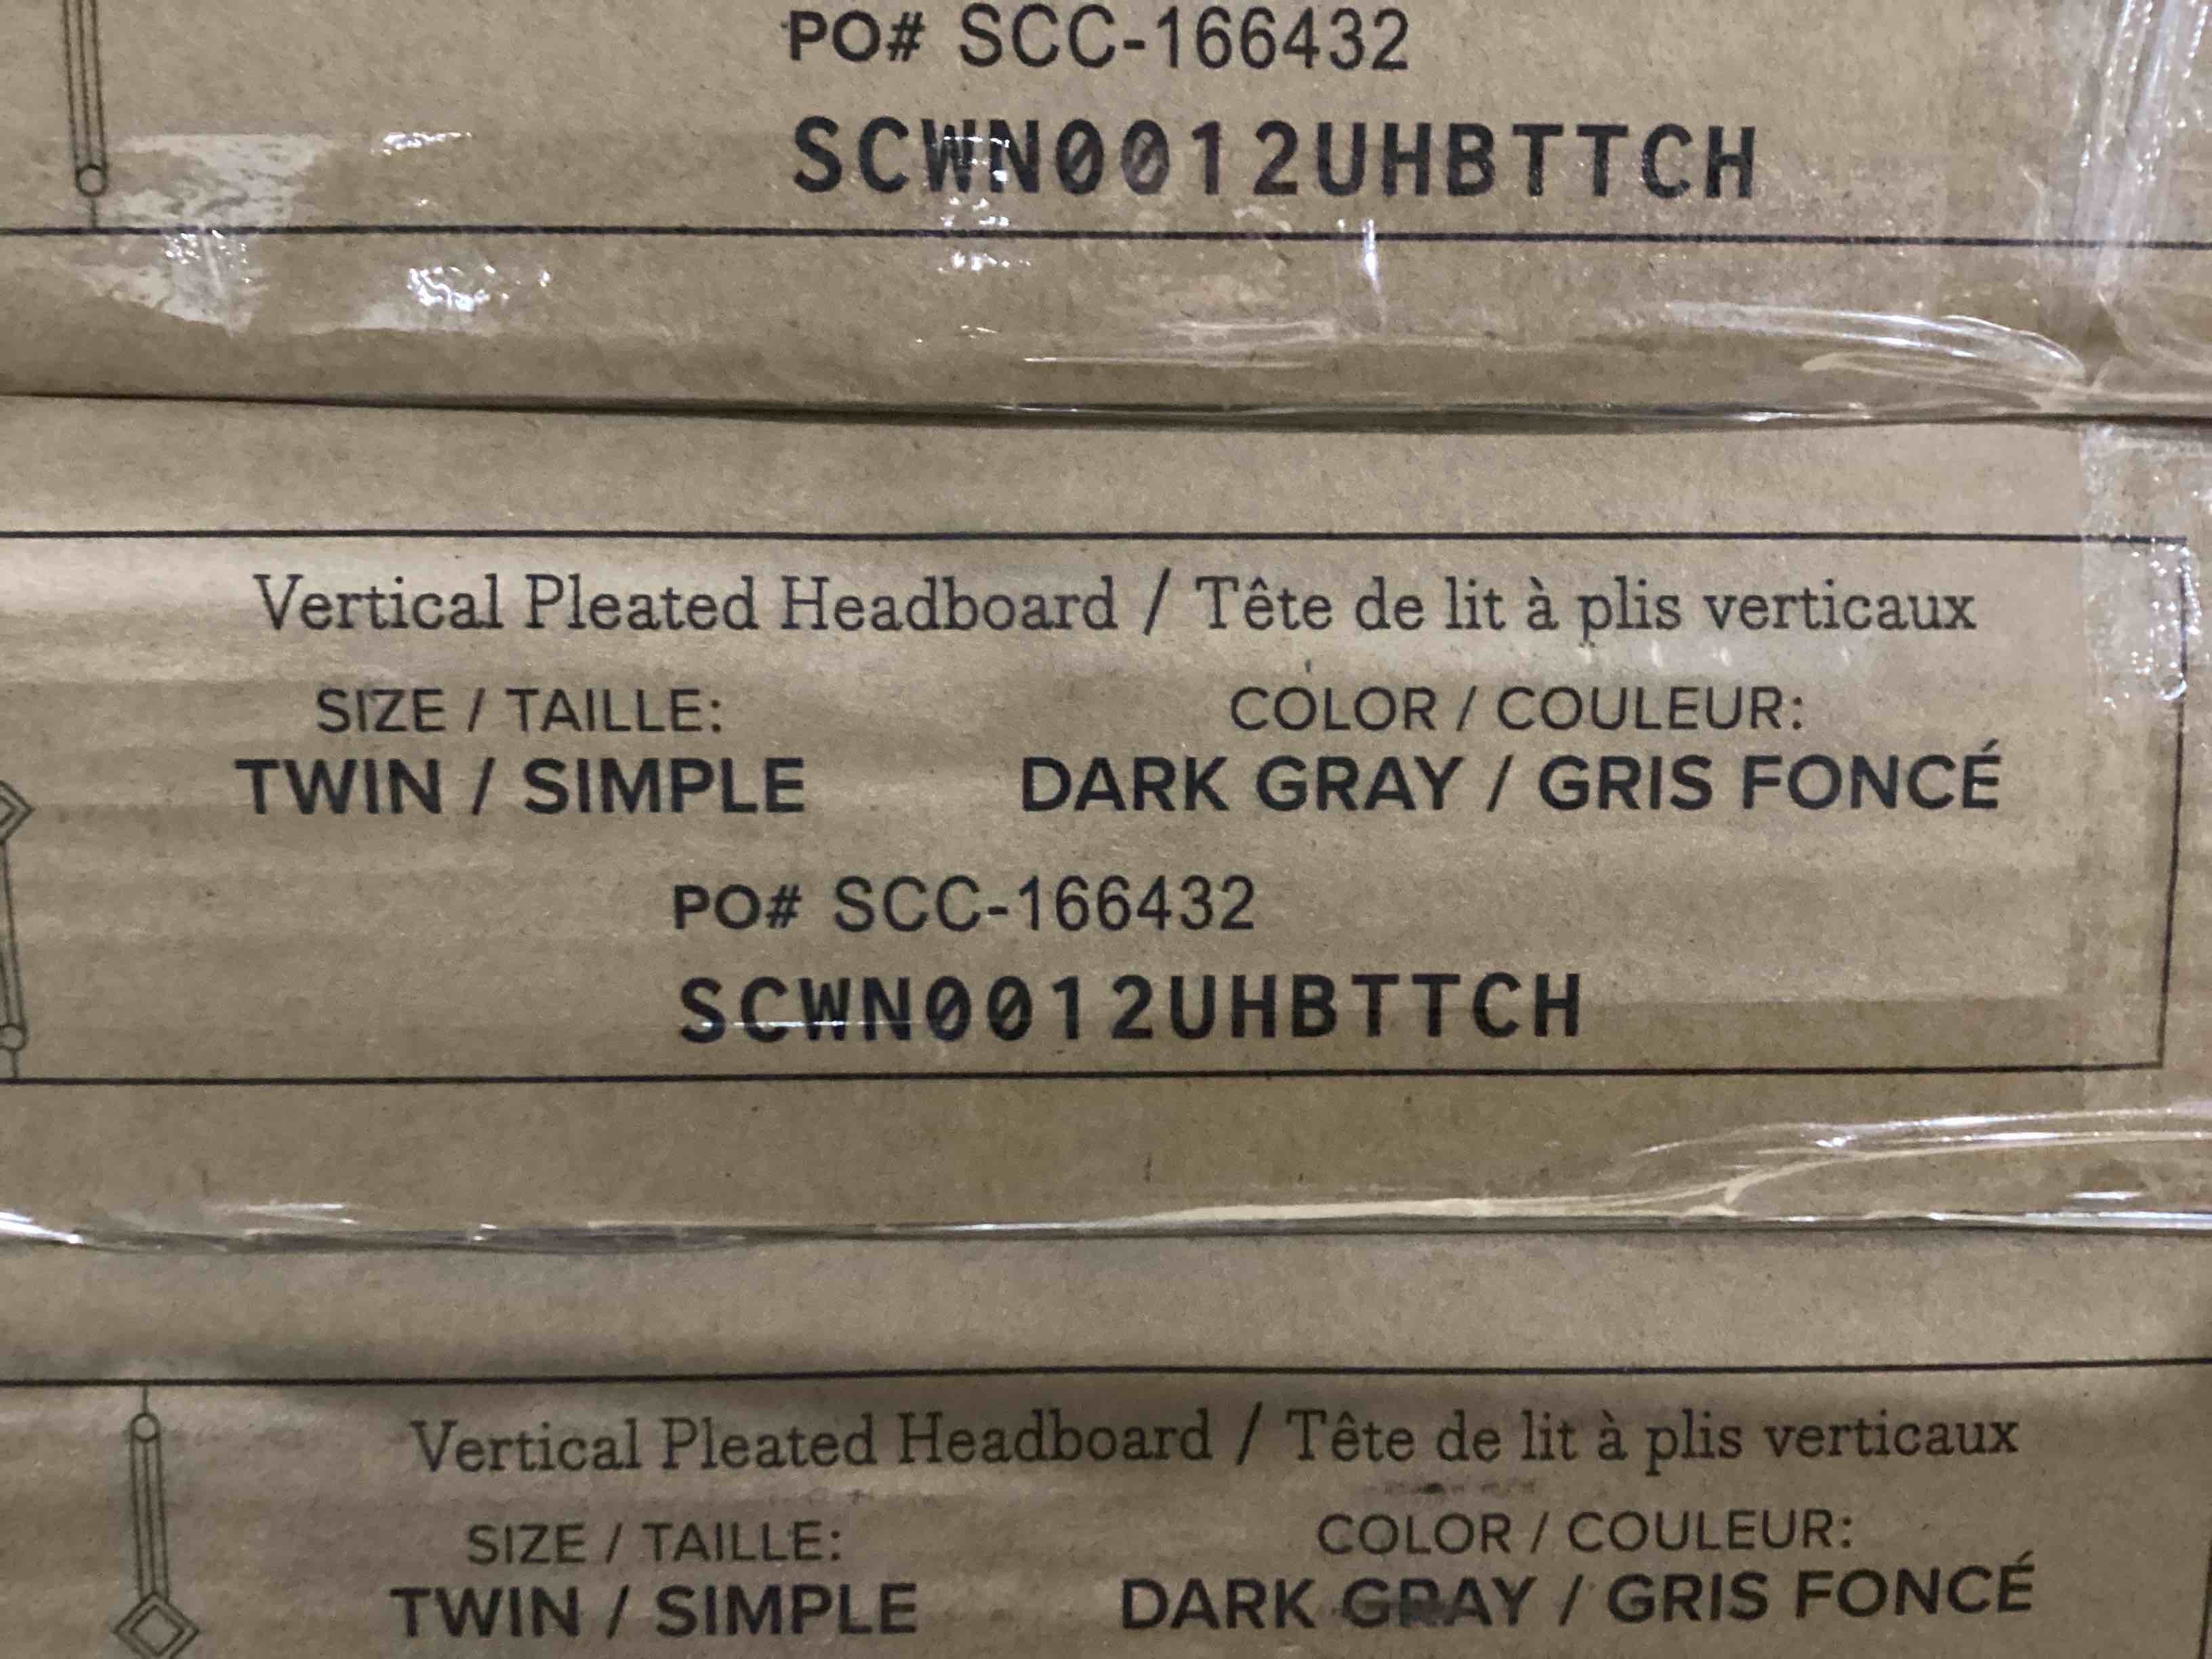 PO# SCC-166432
SCWN0012UHBTTCH
Vertical Pleated Headboard / Tête de lit à plis verticaux
SIZE / TAILLE: COLOR / COULEUR:
TWIN / SIMPLE DARK GRAY / GRIS FONCÉ
PO# SCC-166432
SCWN0012UHBTTCH
Vertical Pleated Headboard / Tête de lit à plis verticaux
SIZE / TAILLE: COLOR / COULEUR:
TWIN / SIMPLE DARK GRAY / GRIS FONCÉ